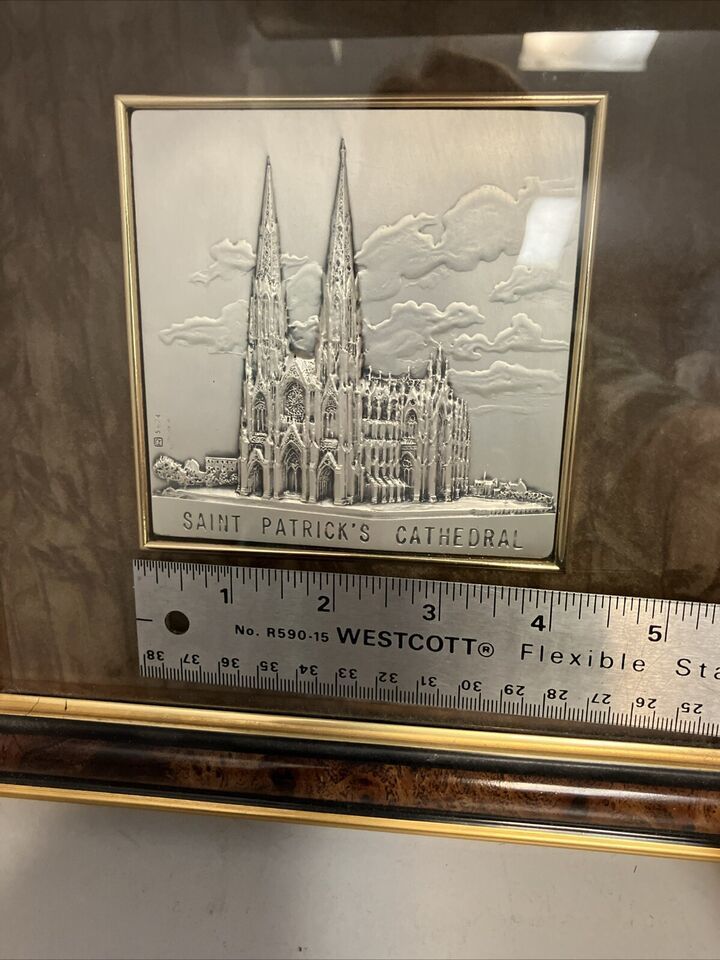 SAINT PATRICK'S CATHEDRAL
1 2 3 4 5
No. R590-15 WESTCOTT® Flexible Sta
38 37 36 35 34 33 32 31 30 29 28 27 26 25